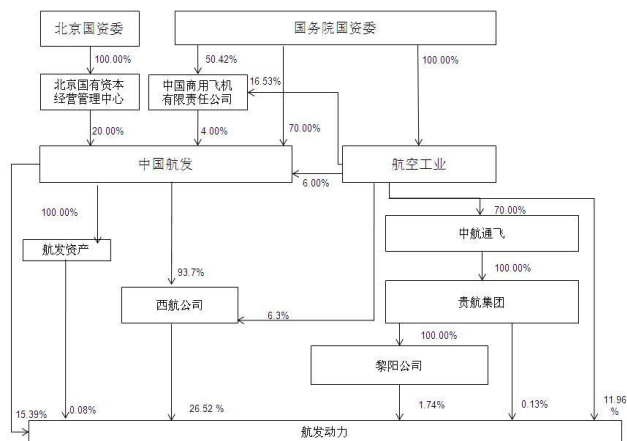 北京国资委
国务院国资委
100.00%
50.42%
100.00%
16.53%
北京国有资本
经营管理中心
中国商用飞机
有限责任公司
20.00%
4.00%
70.00%
中国航发
航空工业
6.00%
100.00%
70.00%
中航通飞
航发资产
93.7%
100.00%
西航公司
贵航集团
6.3%
100.00%
黎阳公司
15.39%
0.08%
26.52 %
1.74%
0.13%
11.96
%
航发动力